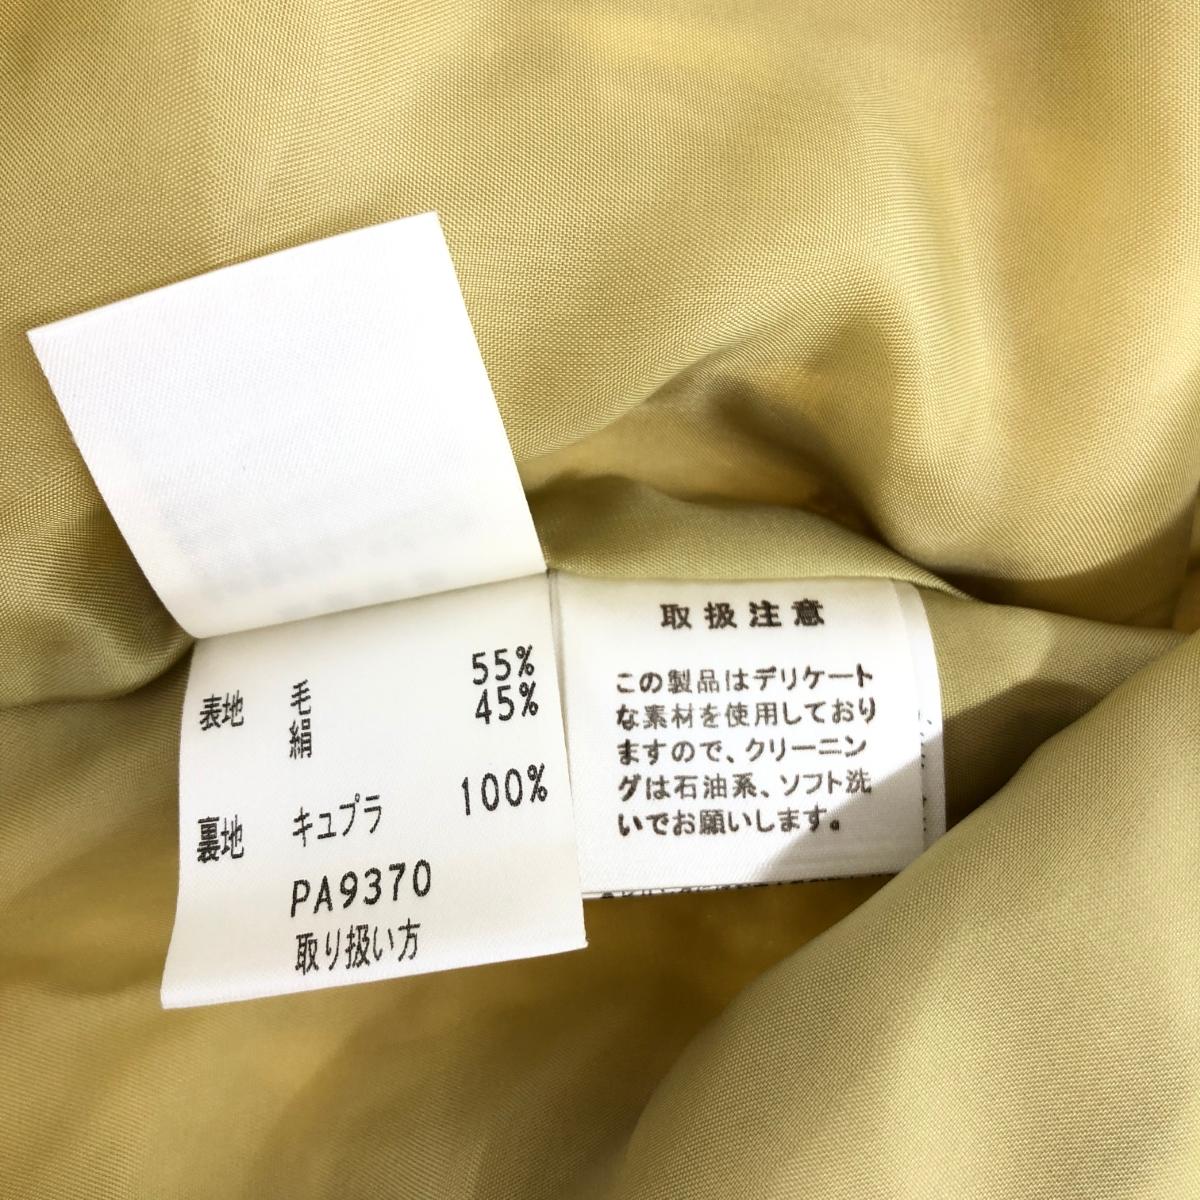 表地 毛 55%
絹 45%
裏地 キュプラ 100%
PA9370
取り扱い方
取扱注意
この製品はデリケート
な素材を使用しており
ますので、クリーニン
グは石油系、ソフト洗
いでお願いします。